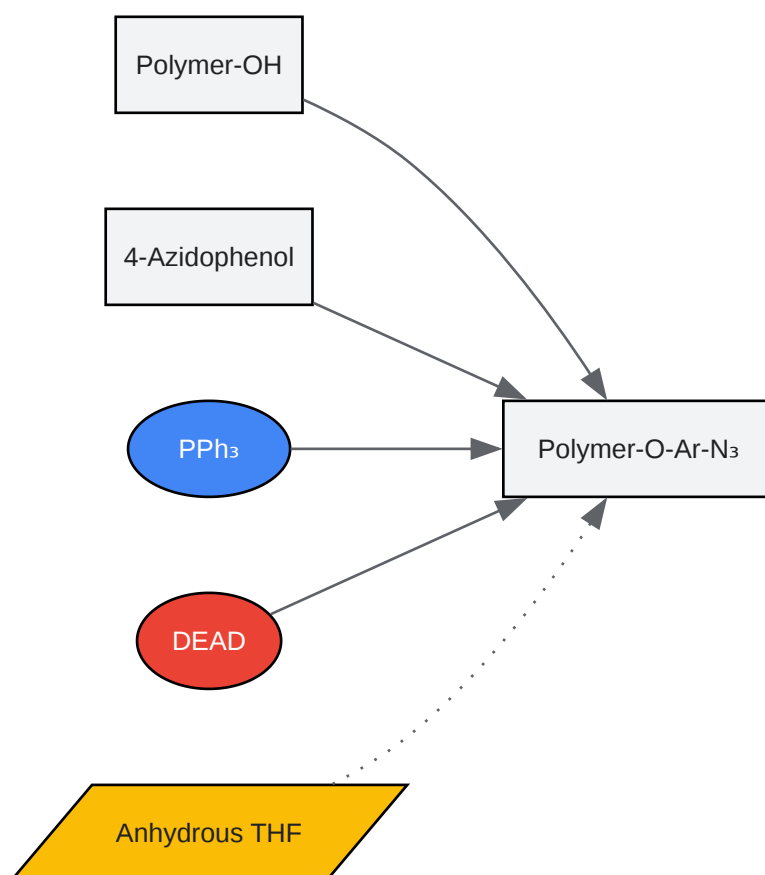 Polymer-OH
4-Azidophenol
PPh₃
Polymer-O-Ar-N₃
DEAD
Anhydrous THF